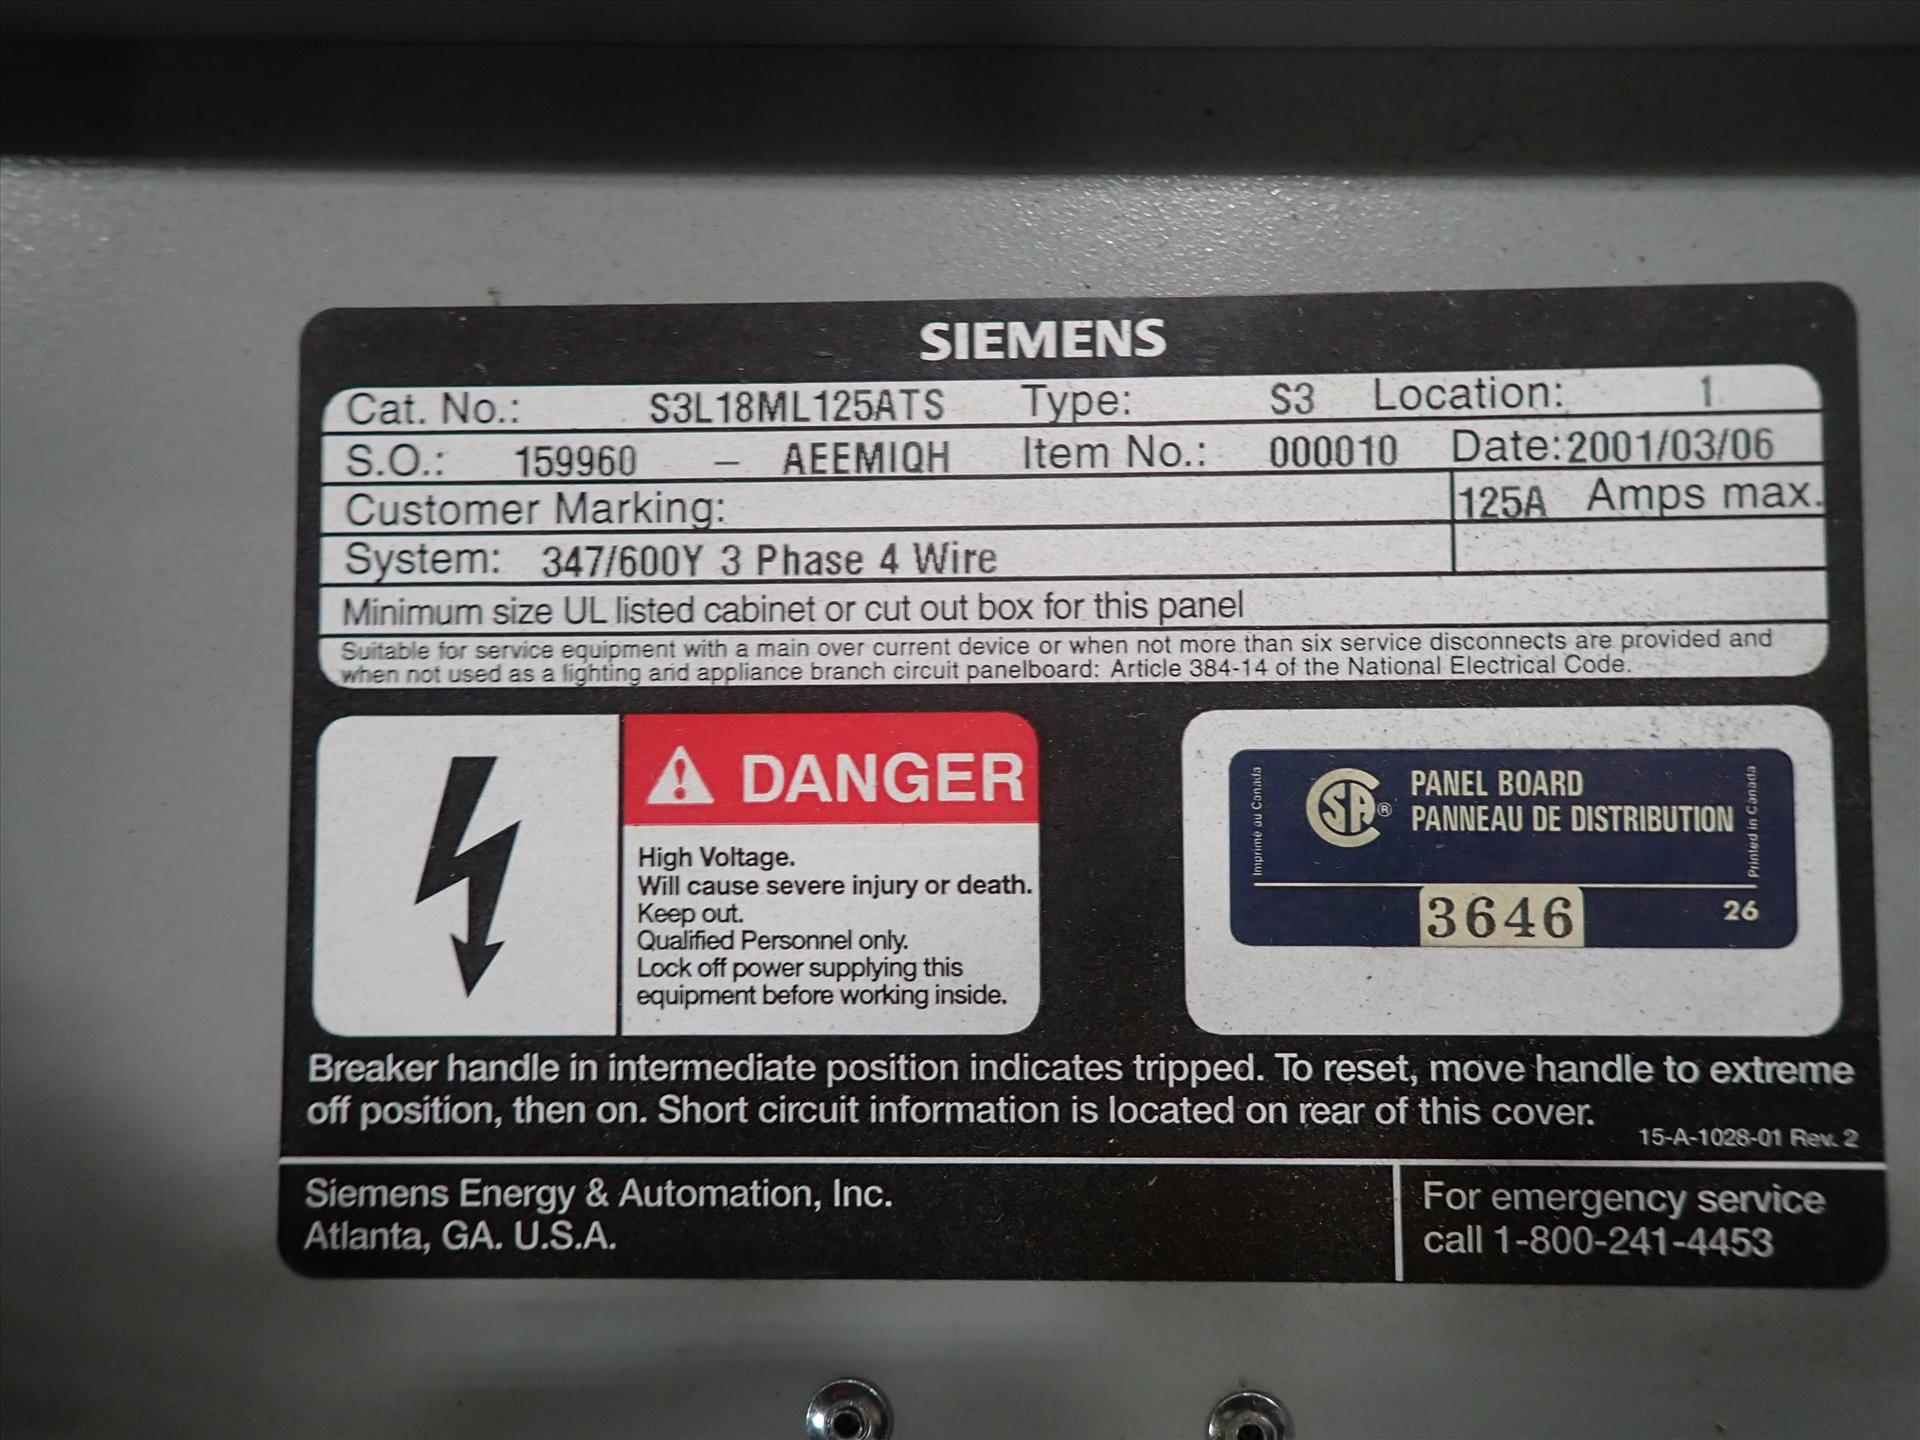 SIEMENS
Cat. No.: S3L18ML125ATS Type: S3 Location: 1
S.O.: 159960 – AEEMIQH Item No.: 000010 Date: 2001/03/06
Customer Marking: 125A Amps max.
System: 347/600Y 3 Phase 4 Wire
Minimum size UL listed cabinet or cut out box for this panel
Suitable for service equipment with a main over current device or when not more than six service disconnects are provided and
when not used as a lighting and appliance branch circuit panelboard: Article 384-14 of the National Electrical Code.
DANGER
High Voltage.
Will cause severe injury or death.
Keep out.
Qualified Personnel only.
Lock off power supplying this
equipment before working inside.
Imprimé au Canada
SA®
PANEL BOARD
PANNEAU DE DISTRIBUTION
Printed in Canada
3646 26
Breaker handle in intermediate position indicates tripped. To reset, move handle to extreme
off position, then on. Short circuit information is located on rear of this cover.
15-A-1028-01 Rev. 2
Siemens Energy & Automation, Inc.
Atlanta, GA. U.S.A.
For emergency service
call 1-800-241-4453